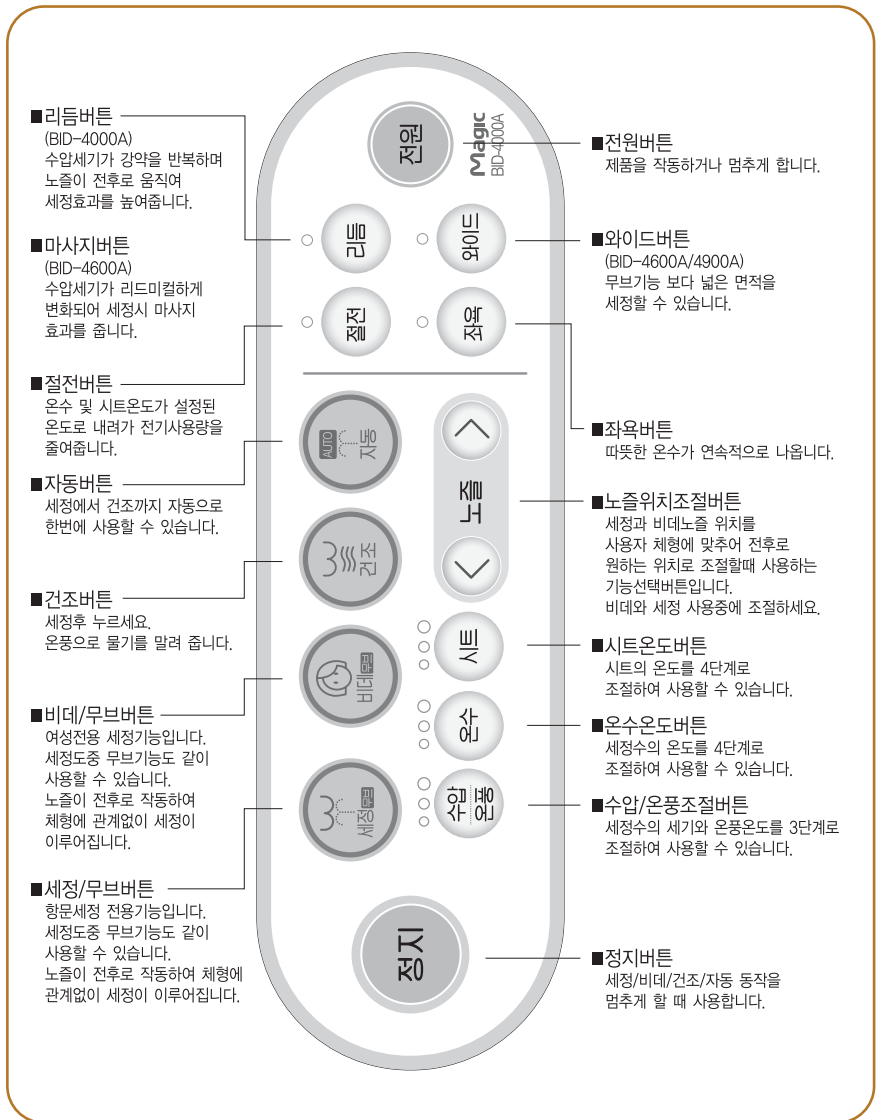 ■리듬버튼
(BID-4000A)
수압세기가 강약을 반복하며
노즐이 전후로 움직여
세정효과를 높여줍니다.
■마사지버튼
(BID-4600A)
수압세기가 리드미컬하게
변화되어 세정시 마사지
효과를 줍니다.
■절전버튼
온수 및 시트온도가 설정된
온도로 내려가 전기사용량을
줄여줍니다.
■자동버튼
세정에서 건조까지 자동으로
한번에 사용할 수 있습니다.
■건조버튼
세정후 누르세요.
온풍으로 물기를 말려 줍니다.
■비데/무브버튼
여성전용 세정기능입니다.
세정도중 무브기능도 같이
사용할 수 있습니다.
노즐이 전후로 작동하여
체형에 관계없이 세정이
이루어집니다.
■세정/무브버튼
항문세정 전용기능입니다.
세정도중 무브기능도 같이
사용할 수 있습니다.
노즐이 전후로 작동하여 체형에
관계없이 세정이 이루어집니다.
전원
Magic
BID-4000A
리듬
와이드
절전
좌욕
AUTO
자동
노즐
건조
비데 무브
시트
온수
세정 무브
수압
온풍
정지
■전원버튼
제품을 작동하거나 멈추게 합니다.
■와이드버튼
(BID-4600A/4900A)
무브기능 보다 넓은 면적을
세정할 수 있습니다.
■좌욕버튼
따뜻한 온수가 연속적으로 나옵니다.
■노즐위치조절버튼
세정과 비데노즐 위치를
사용자 체형에 맞추어 전후로
원하는 위치로 조절할때 사용하는
기능선택버튼입니다.
비데와 세정 사용중에 조절하세요.
■시트온도버튼
시트의 온도를 4단계로
조절하여 사용할 수 있습니다.
■온수온도버튼
세정수의 온도를 4단계로
조절하여 사용할 수 있습니다.
■수압/온풍조절버튼
세정수의 세기와 온풍온도를 3단계로
조절하여 사용할 수 있습니다.
■정지버튼
세정/비데/건조/자동 동작을
멈추게 할 때 사용합니다.